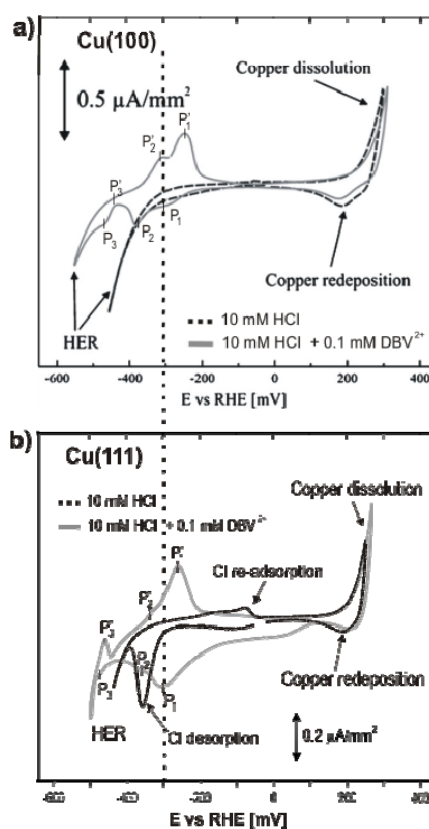 a)
Cu(100)
Copper dissolution
0.5 µA/mm²
P'₁
P'₂
P'₃
P₁
P₂
P₃
Copper redeposition
HER
10 mM HCl
10 mM HCl + 0.1 mM DBV²⁺
-600 -400 -200 0 200 400
E vs RHE [mV]
b)
Cu(111)
10 mM HCl
10 mM HCl + 0.1 mM DBV²⁺
Copper dissolution
Cl re-adsorption
P'₂
P'₃
P₂
P₃
P₁
Copper redeposition
HER
Cl desorption
0.2 µA/mm²
E vs RHE [mV]